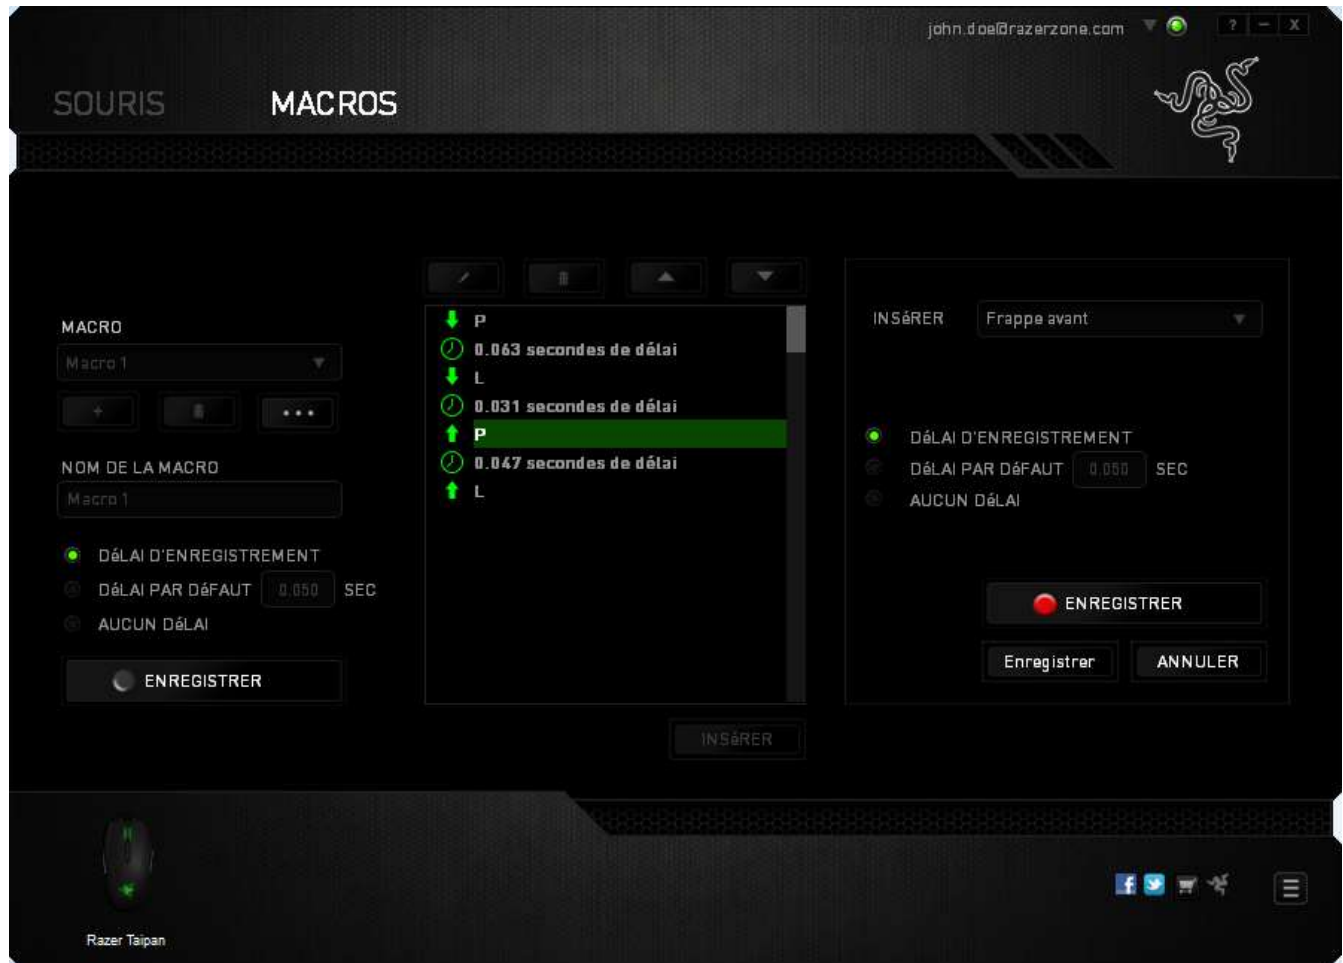 john.doe@razerzone.com
? – X
SOURIS MACROS
MACRO
Macro 1
NOM DE LA MACRO
Macro 1
DéLAI D'ENREGISTREMENT
DéLAI PAR DéFAUT 0.050 SEC
AUCUN DéLAI
ENREGISTRER
P
0.063 secondes de délai
L
0.031 secondes de délai
P
0.047 secondes de délai
L
INSéRER
INSéRER Frappe avant
DéLAI D'ENREGISTREMENT
DéLAI PAR DéFAUT 0.050 SEC
AUCUN DéLAI
ENREGISTRER
Enregistrer ANNULER
Razer Taipan